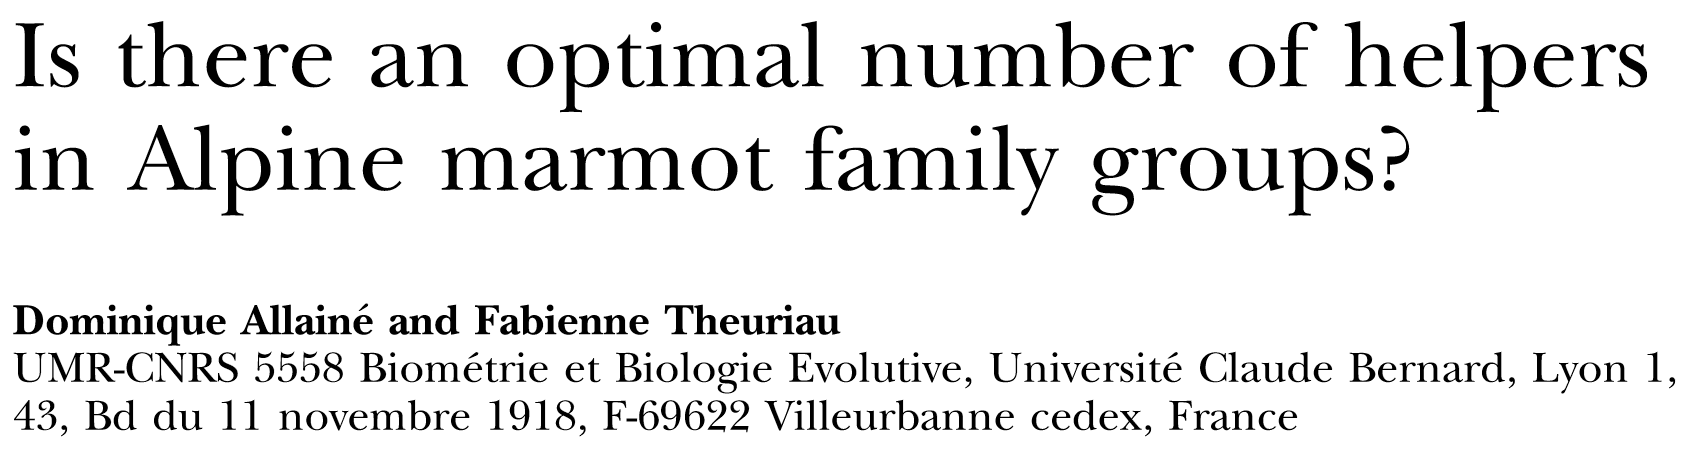 Is there an optimal number of helpers
in Alpine marmot family groups?
Dominique Allainé and Fabienne Theuriau
UMR-CNRS 5558 Biométrie et Biologie Evolutive, Université Claude Bernard, Lyon 1,
43, Bd du 11 novembre 1918, F-69622 Villeurbanne cedex, France